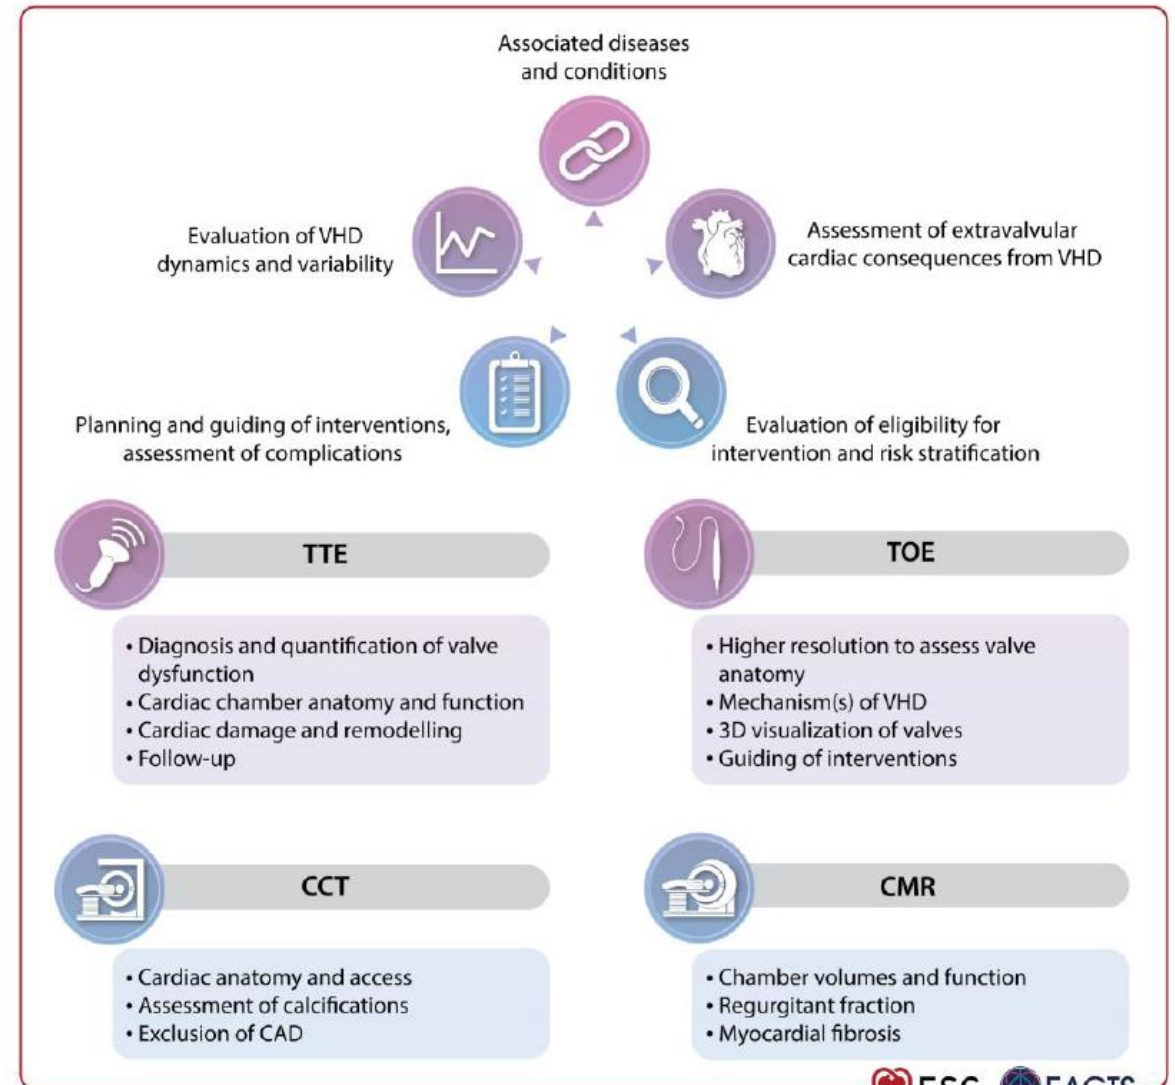 Associated diseases
and conditions
Evaluation of VHD
dynamics and variability
Assessment of extravalvular
cardiac consequences from VHD
Planning and guiding of interventions,
assessment of complications
Evaluation of eligibility for
intervention and risk stratification
TTE
• Diagnosis and quantification of valve
dysfunction
• Cardiac chamber anatomy and function
• Cardiac damage and remodelling
• Follow-up
TOE
• Higher resolution to assess valve
anatomy
• Mechanism(s) of VHD
• 3D visualization of valves
• Guiding of interventions
CCT
• Cardiac anatomy and access
• Assessment of calcifications
• Exclusion of CAD
CMR
• Chamber volumes and function
• Regurgitant fraction
• Myocardial fibrosis
ESC EACTS